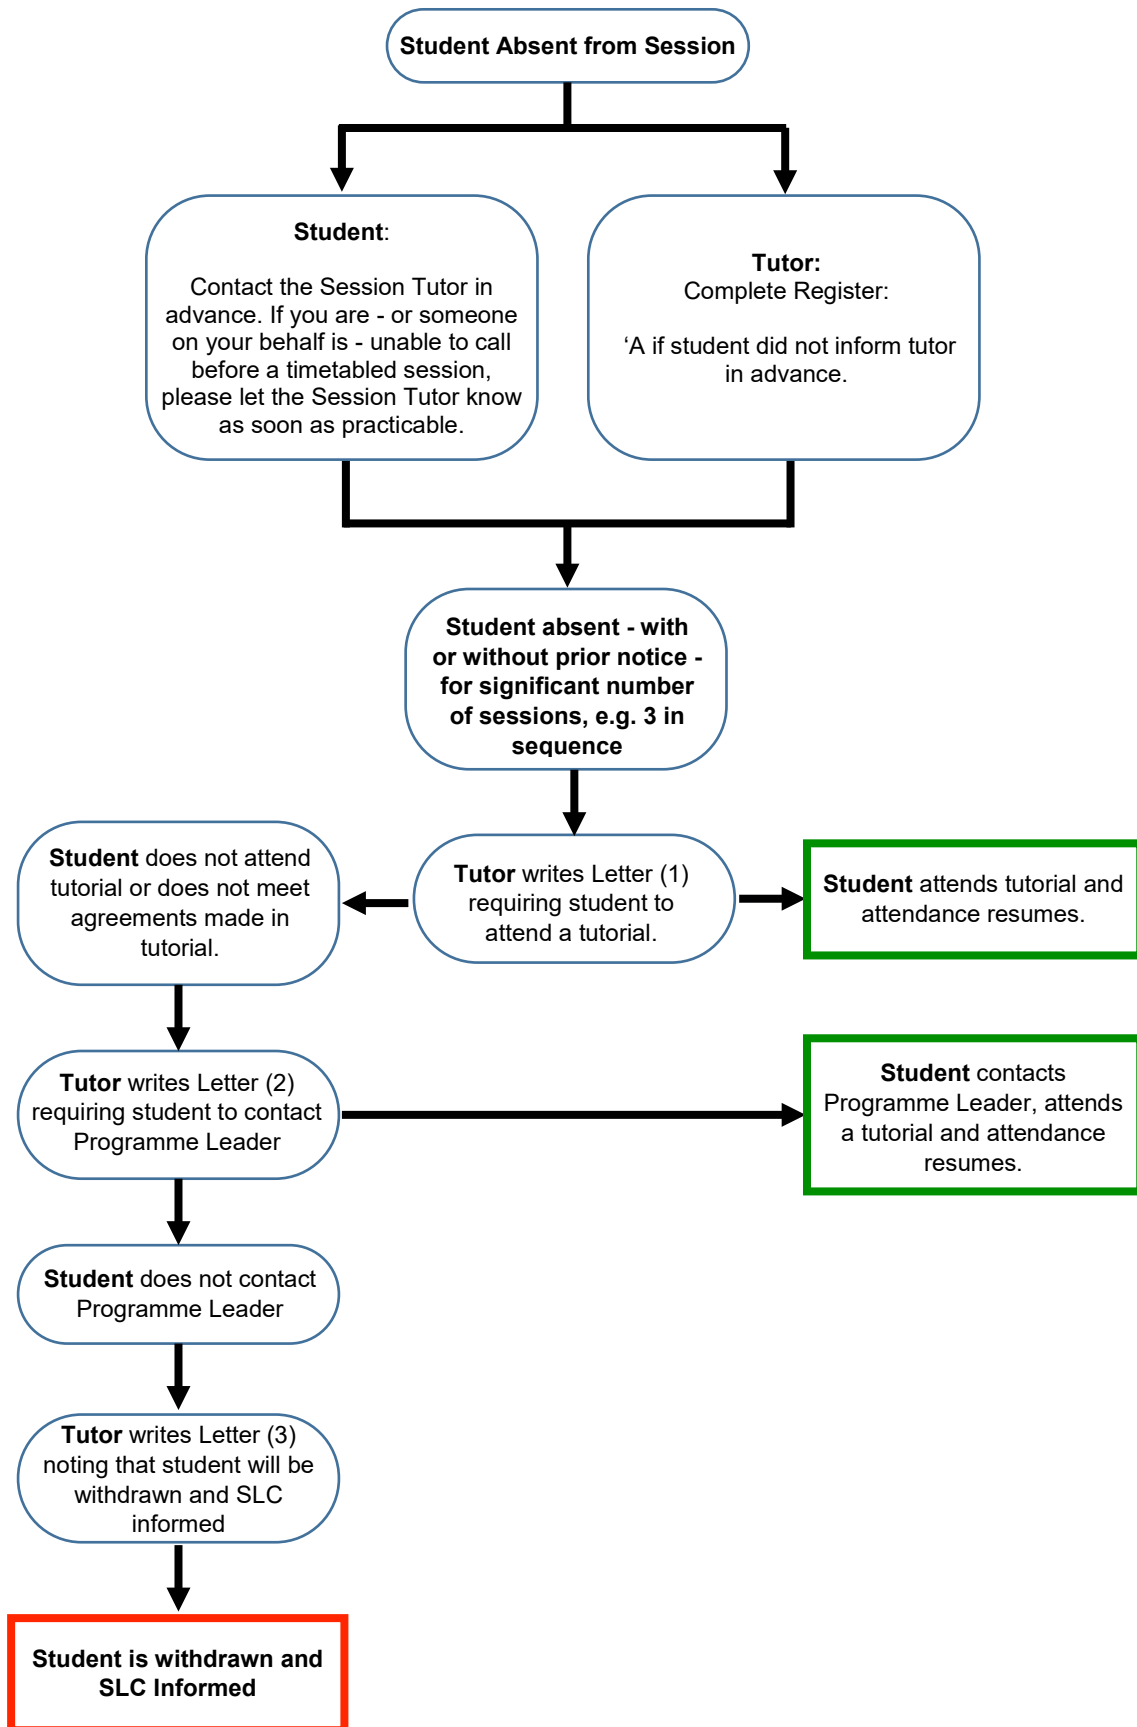 Student Absent from Session
Student:
Contact the Session Tutor in
advance. If you are - or someone
on your behalf is - unable to call
before a timetabled session,
please let the Session Tutor know
as soon as practicable.
Tutor:
Complete Register:
‘A if student did not inform tutor
in advance.
Student absent - with
or without prior notice -
for significant number
of sessions, e.g. 3 in
sequence
Student does not attend
tutorial or does not meet
agreements made in
tutorial.
Tutor writes Letter (1)
requiring student to
attend a tutorial.
Student attends tutorial and
attendance resumes.
Tutor writes Letter (2)
requiring student to contact
Programme Leader
Student contacts
Programme Leader, attends
a tutorial and attendance
resumes.
Student does not contact
Programme Leader
Tutor writes Letter (3)
noting that student will be
withdrawn and SLC
informed
Student is withdrawn and
SLC Informed